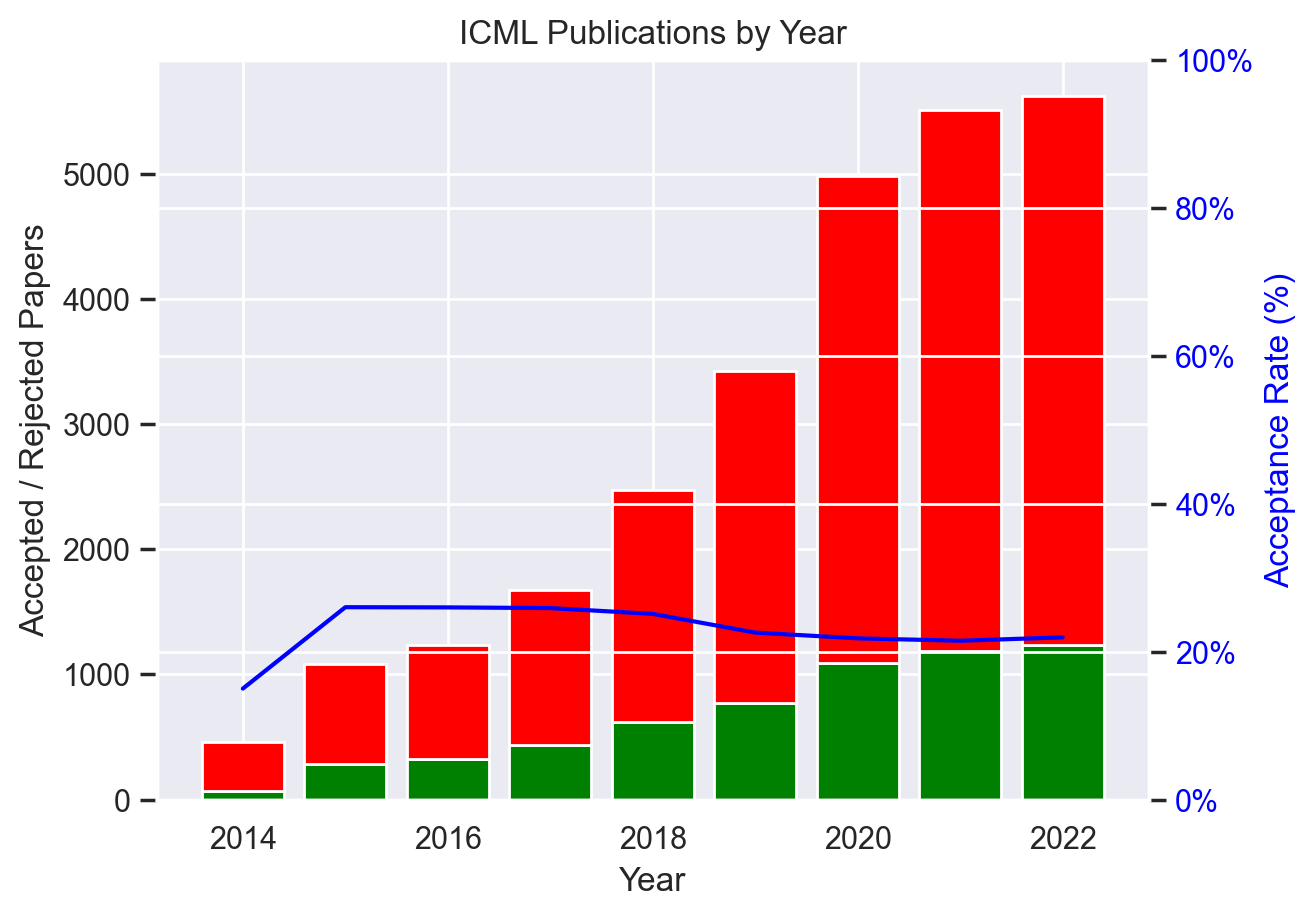 ICML Publications by Year
Accepted / Rejected Papers
5000
4000
3000
2000
1000
0
100%
80%
60%
40%
20%
0%
Acceptance Rate (%)
2014 2016 2018 2020 2022
Year